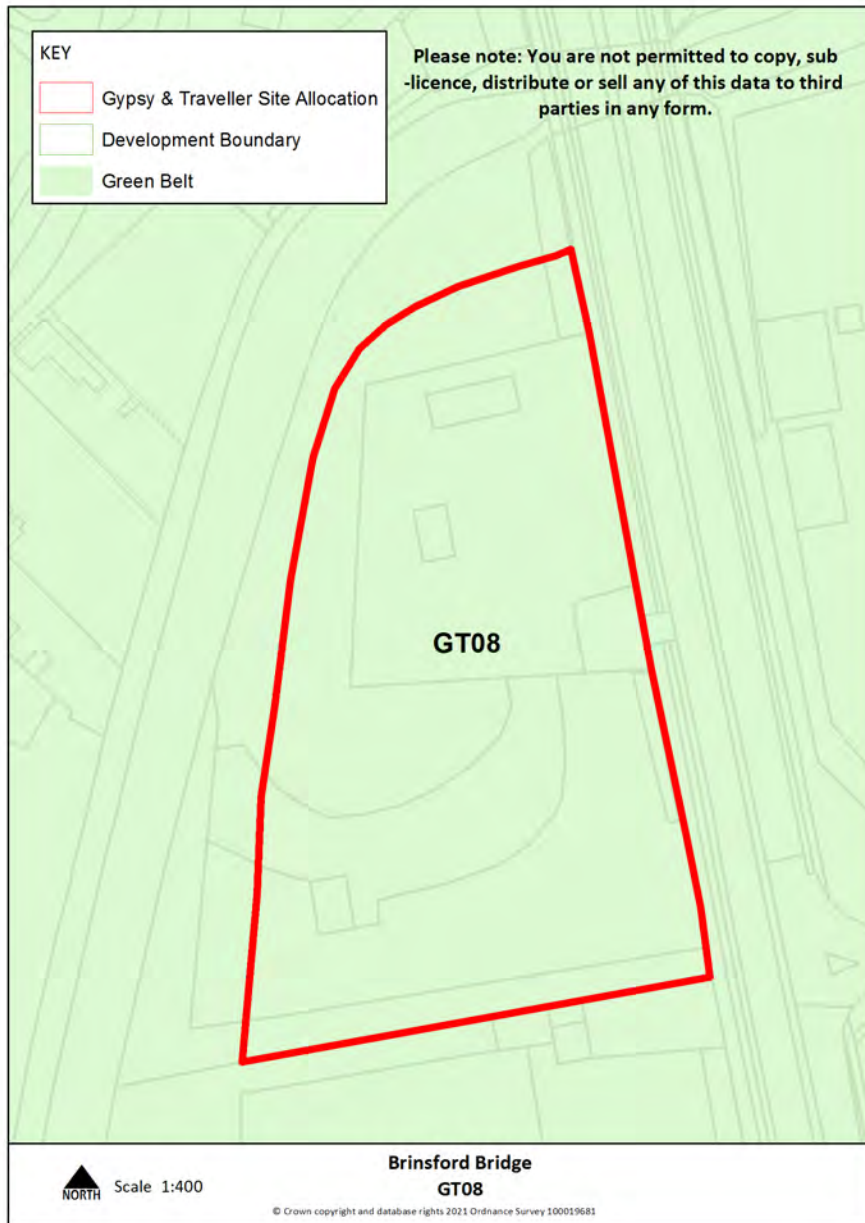 KEY
Gypsy & Traveller Site Allocation
Development Boundary
Green Belt
Please note: You are not permitted to copy, sub
-licence, distribute or sell any of this data to third
parties in any form.
GT08
NORTH
Scale 1:400
Brinsford Bridge
GT08
© Crown copyright and database rights 2021 Ordnance Survey 100019681